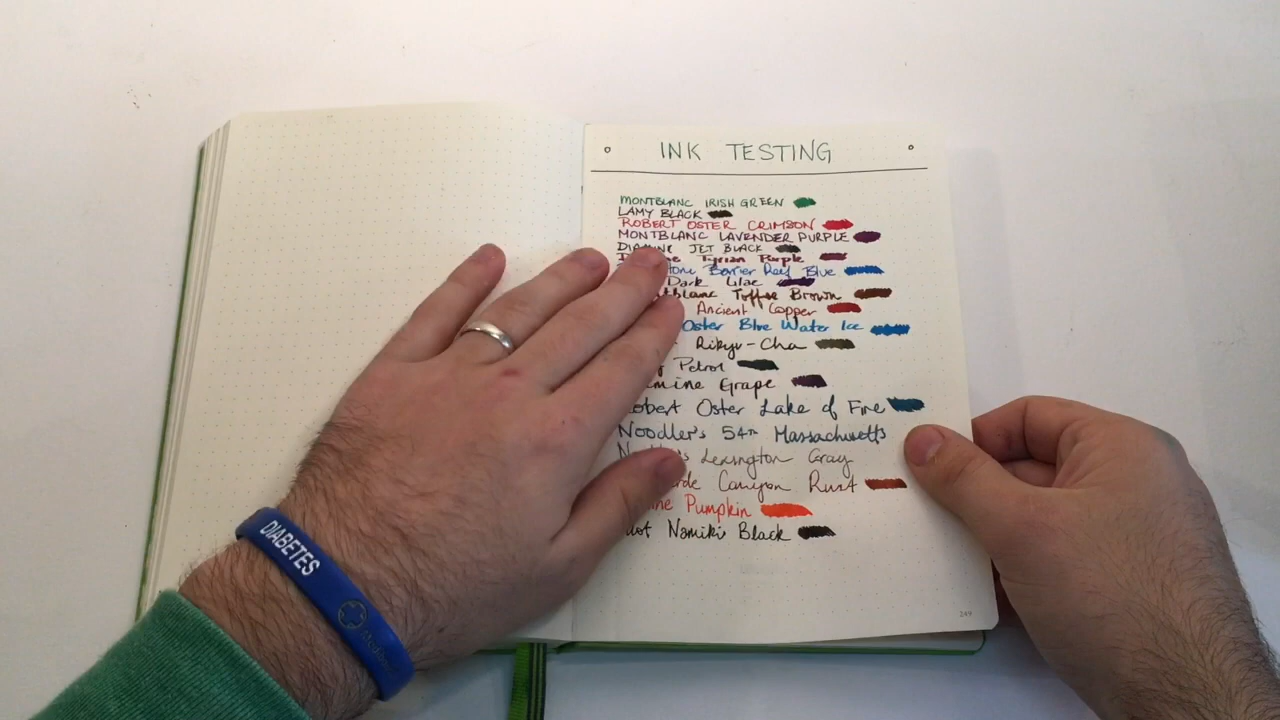 INK TESTING
MONTBLANC IRISH GREEN
LAMY BLACK
ROBERT OSTER CRIMSON
MONTBLANC LAVENDER PURPLE
DIAMINE JET BLACK
Tyrian Purple
Barrier Reef Blue
Dark Lilac
Toffee Brown
Ancient Copper
Oster Blue Water Ice
Rikyu-Cha
Petrol
Grape
Oster Lake of Fire
Noodler's 54th Massachusetts
Lexington Gray
Canyon Rust
Pumpkin
Namiki Black
249
DIABETES